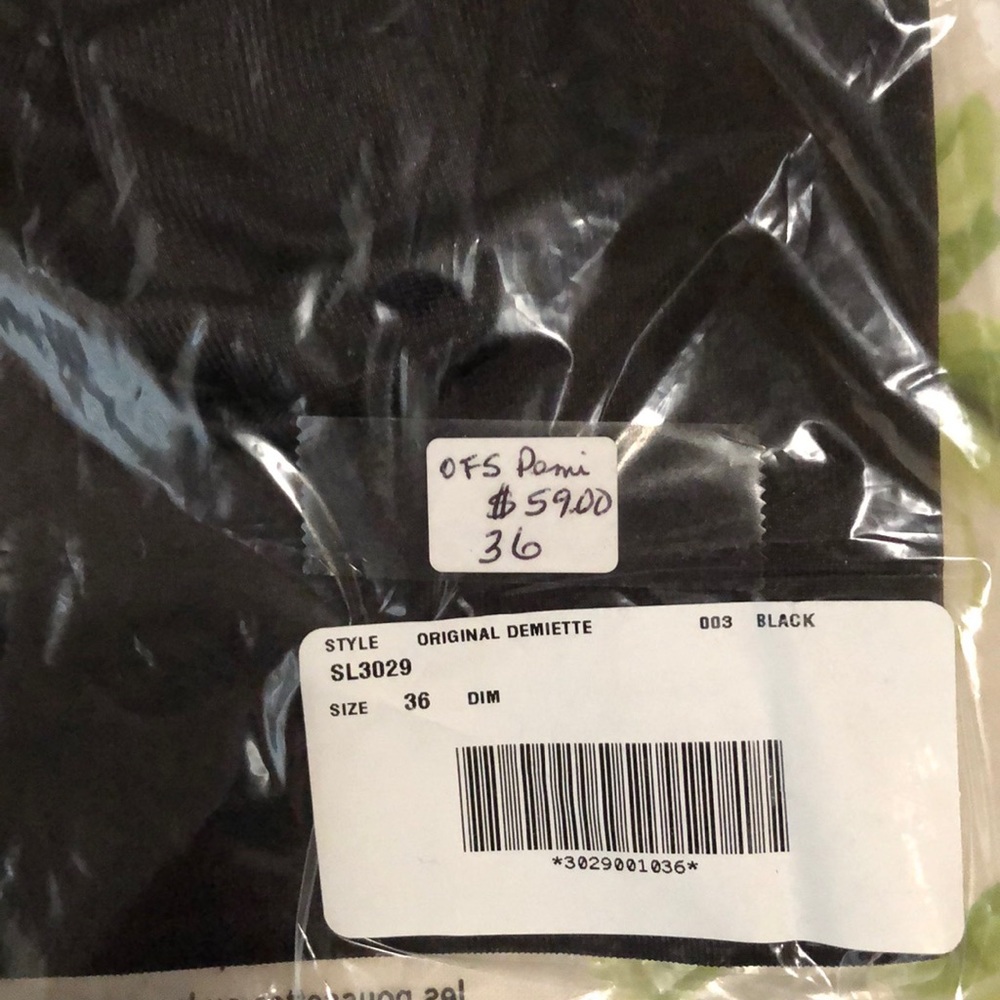 OFS Demi
$59.00
36
STYLE ORIGINAL DEMIETTE 003 BLACK
SL3029
SIZE 36 DIM
*3029001036*